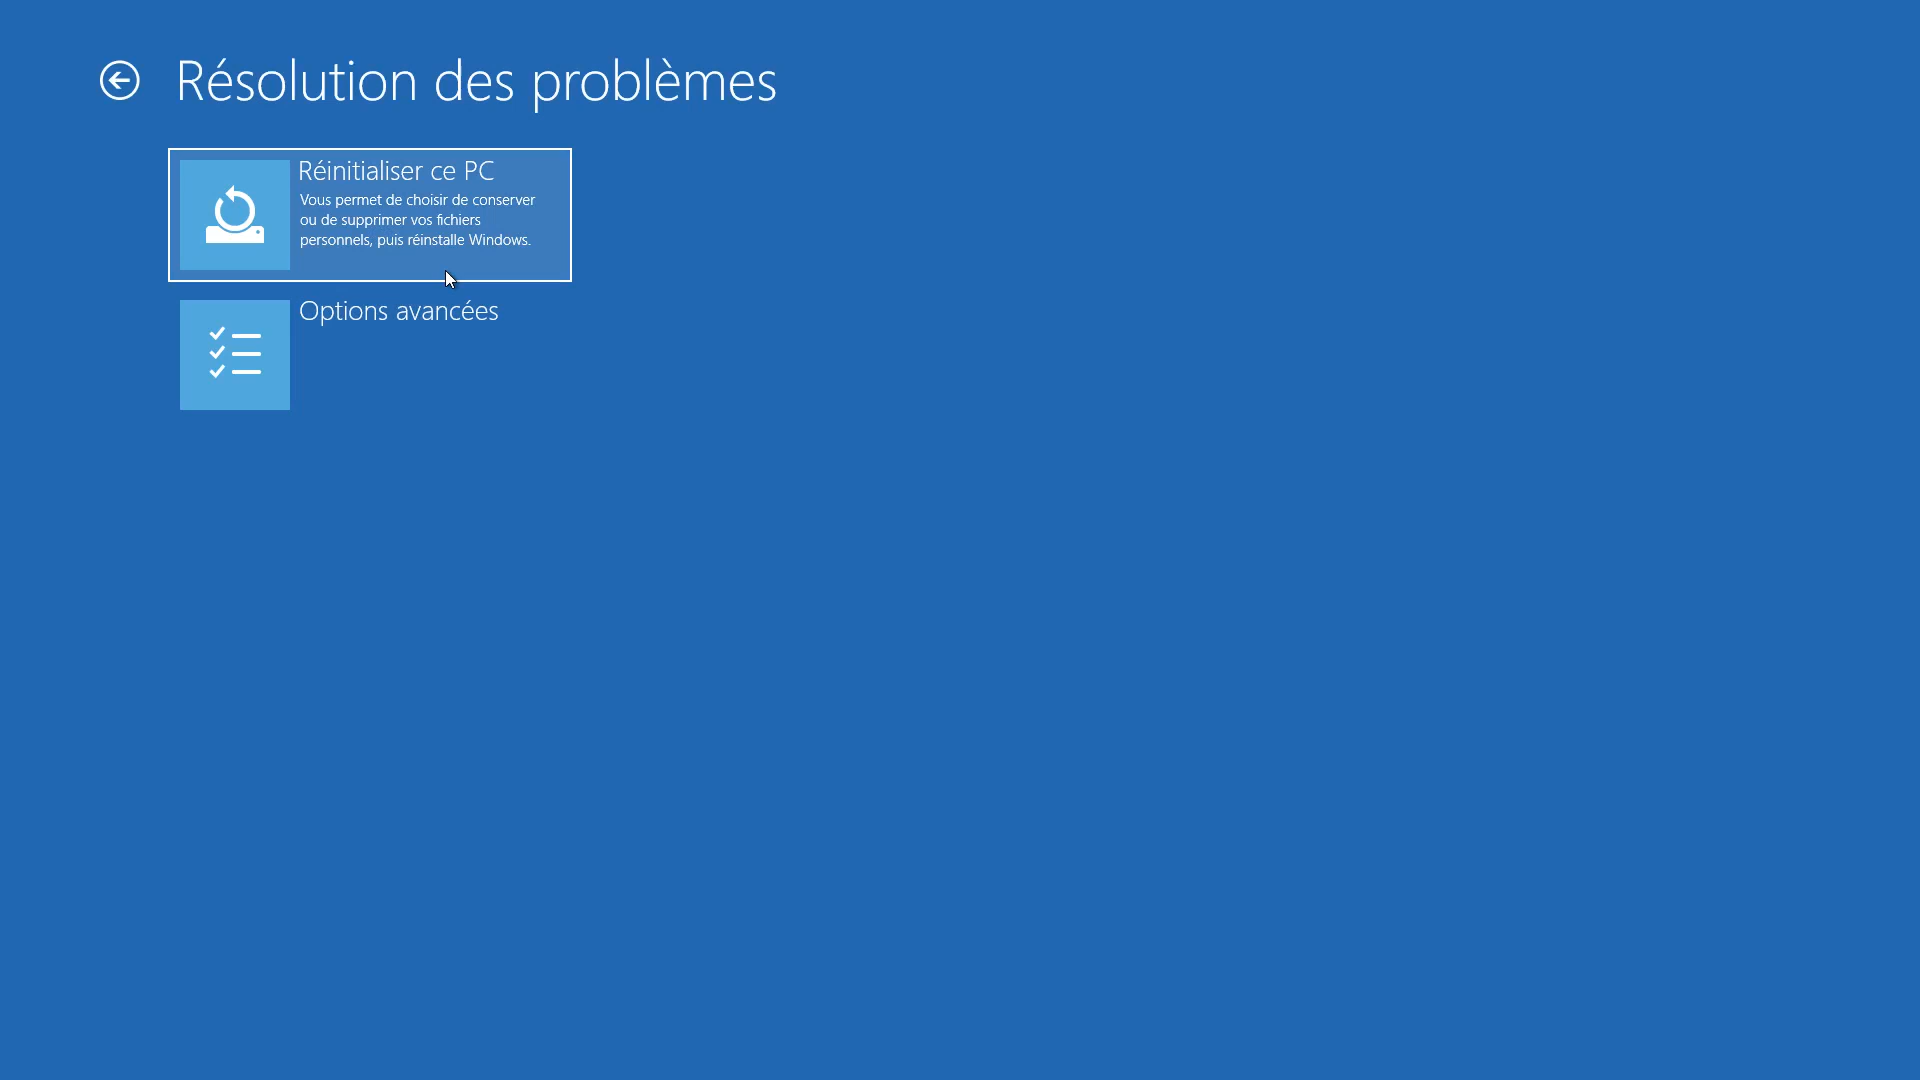 Résolution des problèmes
Réinitialiser ce PC
Vous permet de choisir de conserver
ou de supprimer vos fichiers
personnels, puis réinstalle Windows.
Options avancées